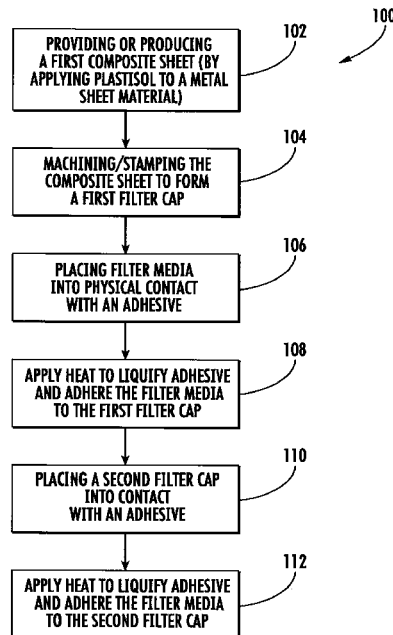 100
PROVIDING OR PRODUCING
A FIRST COMPOSITE SHEET (BY
APPLYING PLASTISOL TO A METAL
SHEET MATERIAL)
102
MACHINING/STAMPING THE
COMPOSITE SHEET TO FORM
A FIRST FILTER CAP
104
PLACING FILTER MEDIA
INTO PHYSICAL CONTACT
WITH AN ADHESIVE
106
APPLY HEAT TO LIQUIFY ADHESIVE
AND ADHERE THE FILTER MEDIA
TO THE FIRST FILTER CAP
108
PLACING A SECOND FILTER CAP
INTO CONTACT
WITH AN ADHESIVE
110
APPLY HEAT TO LIQUIFY ADHESIVE
AND ADHERE THE FILTER MEDIA
TO THE SECOND FILTER CAP
112